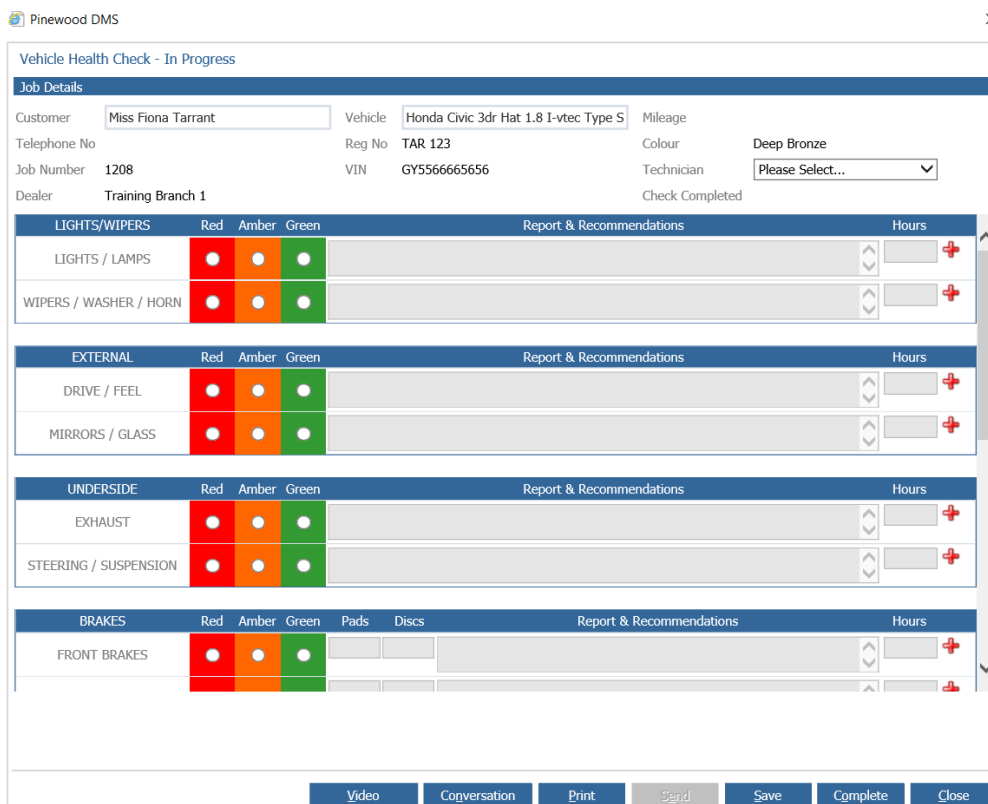 Pinewood DMS
Vehicle Health Check - In Progress
Job Details
Customer Miss Fiona Tarrant Vehicle Honda Civic 3dr Hat 1.8 I-vtec Type S Mileage
Telephone No Reg No TAR 123 Colour Deep Bronze
Job Number 1208 VIN GY5566665656 Technician Please Select...
Dealer Training Branch 1 Check Completed
LIGHTS/WIPERS Red Amber Green Report & Recommendations Hours
LIGHTS / LAMPS
WIPERS / WASHER / HORN
EXTERNAL Red Amber Green Report & Recommendations Hours
DRIVE / FEEL
MIRRORS / GLASS
UNDERSIDE Red Amber Green Report & Recommendations Hours
EXHAUST
STEERING / SUSPENSION
BRAKES Red Amber Green Pads Discs Report & Recommendations Hours
FRONT BRAKES
Video Conversation Print Send Save Complete Close